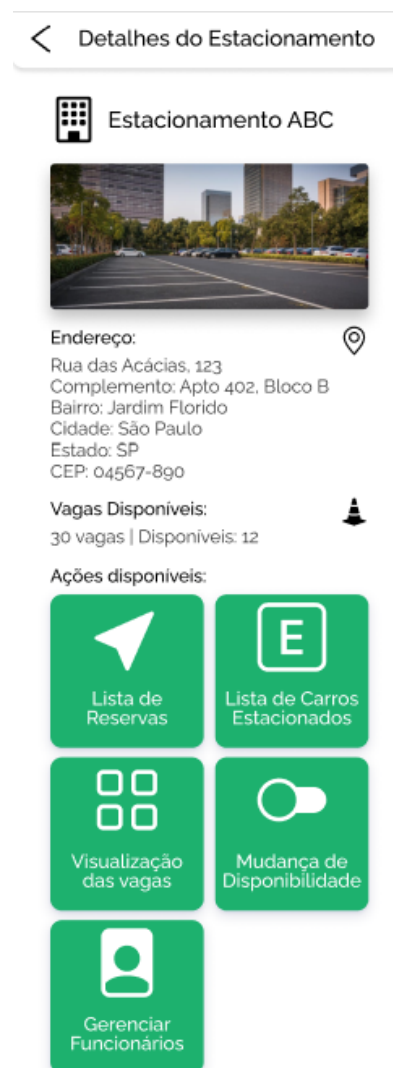 Detalhes do Estacionamento
Estacionamento ABC
Endereço:
Rua das Acácias, 123
Complemento: Apto 402, Bloco B
Bairro: Jardim Florido
Cidade: São Paulo
Estado: SP
CEP: 04567-890
Vagas Disponíveis:
30 vagas | Disponíveis: 12
Ações disponíveis:
Lista de
Reservas
E
Lista de Carros
Estacionados
Visualização
das vagas
Mudança de
Disponibilidade
Gerenciar
Funcionários